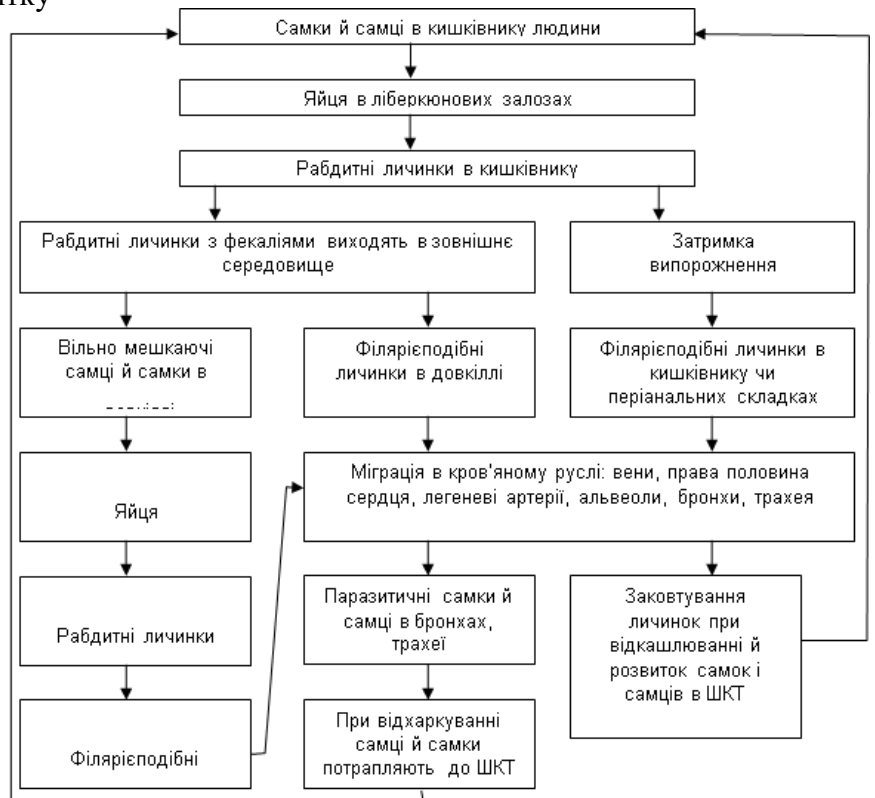 Самки й самці в кишківнику людини
Яйця в ліберкюнових залозах
Рабдитні личинки в кишківнику
Рабдитні личинки з фекаліями виходять в зовнішнє
середовище
Затримка
випорожнення
Вільно мешкаючі
самці й самки в
Філярієподібні
личинки в довкіллі
Філярієподібні личинки в
кишківнику чи
періанальних складках
Міграція в кров'яному руслі: вени, права половина
сердця, легеневі артерії, альвеоли, бронхи, трахея
Яйця
Паразитичні самки й
самці в бронхах,
трахеї
Заковтування
личинок при
відкашлюванні й
розвиток самок і
самців в ШКТ
Рабдитні личинки
При відхаркуванні
самці й самки
потрапляють до ШКТ
Філярієподібні